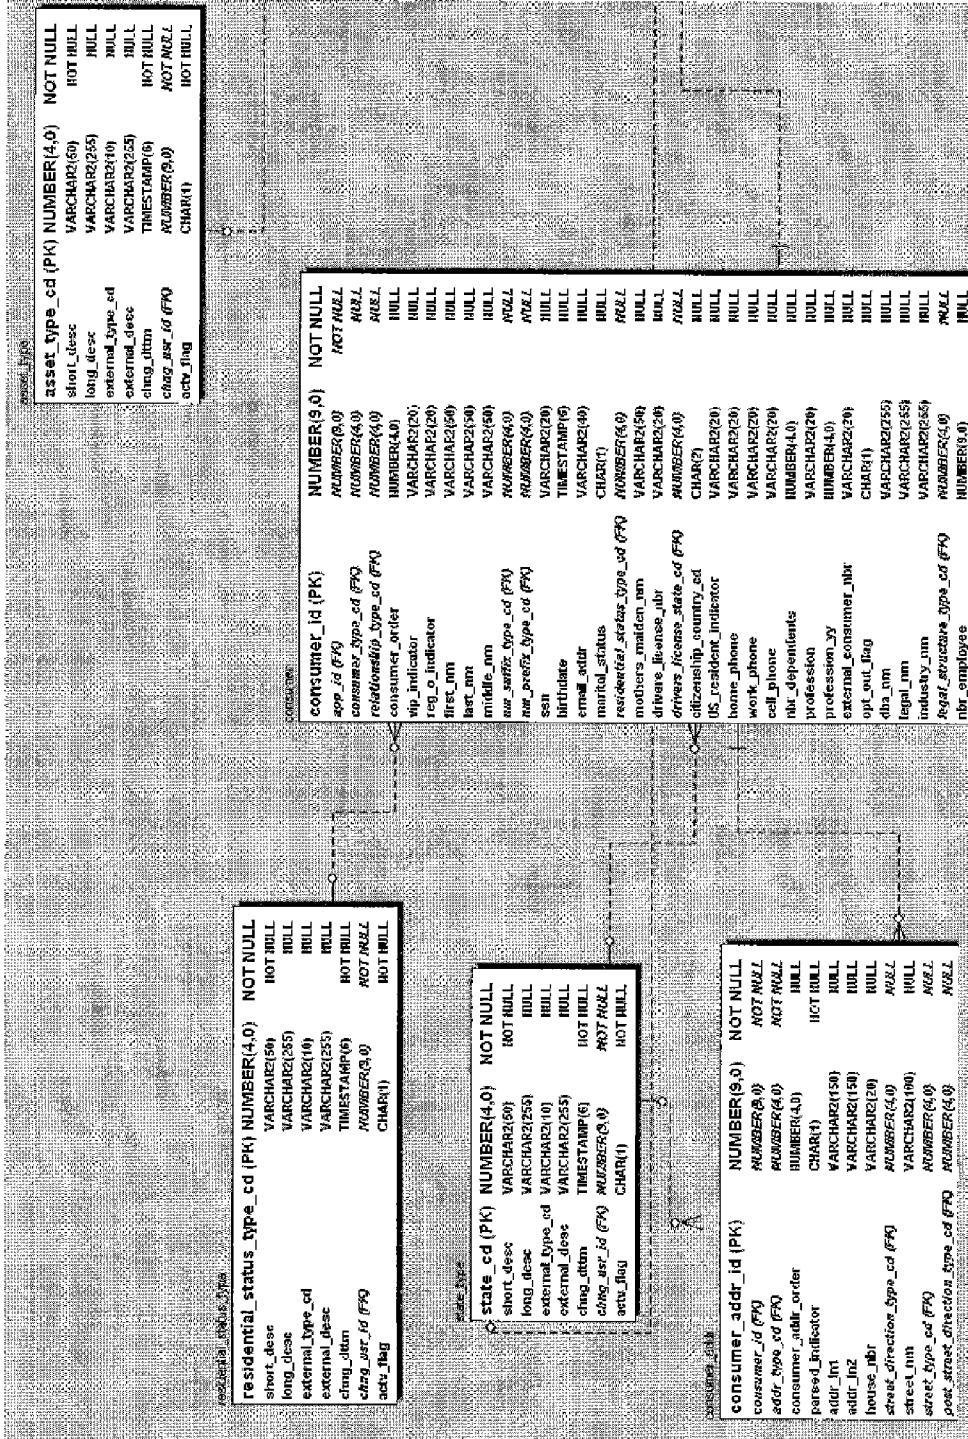 asset_type
asset_type_cd (PK) NUMBER(4,0) NOT NULL
short_desc VARCHAR2(50) NOT NULL
long_desc VARCHAR2(255) NULL
external_type_cd VARCHAR2(10) NULL
external_desc VARCHAR2(255) NULL
chng_dttm TIMESTAMP(6) NOT NULL
chng_usr_id (FK) NUMBER(9,0) NOT NULL
actv_flag CHAR(1) NOT NULL
consumer
consumer_id (PK) NUMBER(9,0) NOT NULL
app_id (FK) NUMBER(9,0) NOT NULL
consumer_type_cd (FK) NUMBER(4,0) NULL
relationship_type_cd (FK) NUMBER(4,0) NULL
consumer_order NUMBER(4,0) NULL
vip_indicator VARCHAR2(20) NULL
reg_o_indicator VARCHAR2(20) NULL
first_nm VARCHAR2(50) NULL
last_nm VARCHAR2(50) NULL
middle_nm VARCHAR2(50) NULL
nm_suffix_type_cd (FK) NUMBER(4,0) NULL
nm_prefix_type_cd (FK) NUMBER(4,0) NULL
ssn VARCHAR2(20) NULL
birthdate TIMESTAMP(6) NULL
email_addr VARCHAR2(40) NULL
marital_status CHAR(1) NULL
residential_status_type_cd (FK) NUMBER(4,0) NULL
mothers_maiden_nm VARCHAR2(50) NULL
drivers_license_nbr VARCHAR2(20) NULL
drivers_license_state_cd (FK) NUMBER(4,0) NULL
citizenship_country_cd CHAR(2) NULL
US_resident_indicator VARCHAR2(20) NULL
home_phone VARCHAR2(20) NULL
work_phone VARCHAR2(20) NULL
cell_phone VARCHAR2(20) NULL
nbr_dependents NUMBER(4,0) NULL
profession VARCHAR2(20) NULL
profession_yy NUMBER(4,0) NULL
external_consumer_nbr VARCHAR2(20) NULL
opt_out_flag CHAR(1) NULL
dba_nm VARCHAR2(255) NULL
legal_nm VARCHAR2(255) NULL
industry_nm VARCHAR2(255) NULL
legal_structure_type_cd (FK) NUMBER(4,0) NULL
nbr_employee NUMBER(9,0) NULL
residential_status_type
residential_status_type_cd (PK) NUMBER(4,0) NOT NULL
short_desc VARCHAR2(50) NOT NULL
long_desc VARCHAR2(255) NULL
external_type_cd VARCHAR2(10) NULL
external_desc VARCHAR2(255) NULL
chng_dttm TIMESTAMP(6) NOT NULL
chng_usr_id (FK) NUMBER(9,0) NOT NULL
actv_flag CHAR(1) NOT NULL
state_type
state_cd (PK) NUMBER(4,0) NOT NULL
short_desc VARCHAR2(50) NOT NULL
long_desc VARCHAR2(255) NULL
external_type_cd VARCHAR2(10) NULL
external_desc VARCHAR2(255) NULL
chng_dttm TIMESTAMP(6) NOT NULL
chng_usr_id (FK) NUMBER(9,0) NOT NULL
actv_flag CHAR(1) NOT NULL
consumer_addr
consumer_addr_id (PK) NUMBER(9,0) NOT NULL
consumer_id (FK) NUMBER(9,0) NOT NULL
addr_type_cd (FK) NUMBER(4,0) NOT NULL
consumer_addr_order NUMBER(4,0) NULL
parsed_indicator CHAR(1) NOT NULL
addr_ln1 VARCHAR2(150) NULL
addr_ln2 VARCHAR2(150) NULL
house_nbr VARCHAR2(20) NULL
street_direction_type_cd (FK) NUMBER(4,0) NULL
street_nm VARCHAR2(100) NULL
street_type_cd (FK) NUMBER(4,0) NULL
post_street_direction_type_cd (FK) NUMBER(4,0) NULL